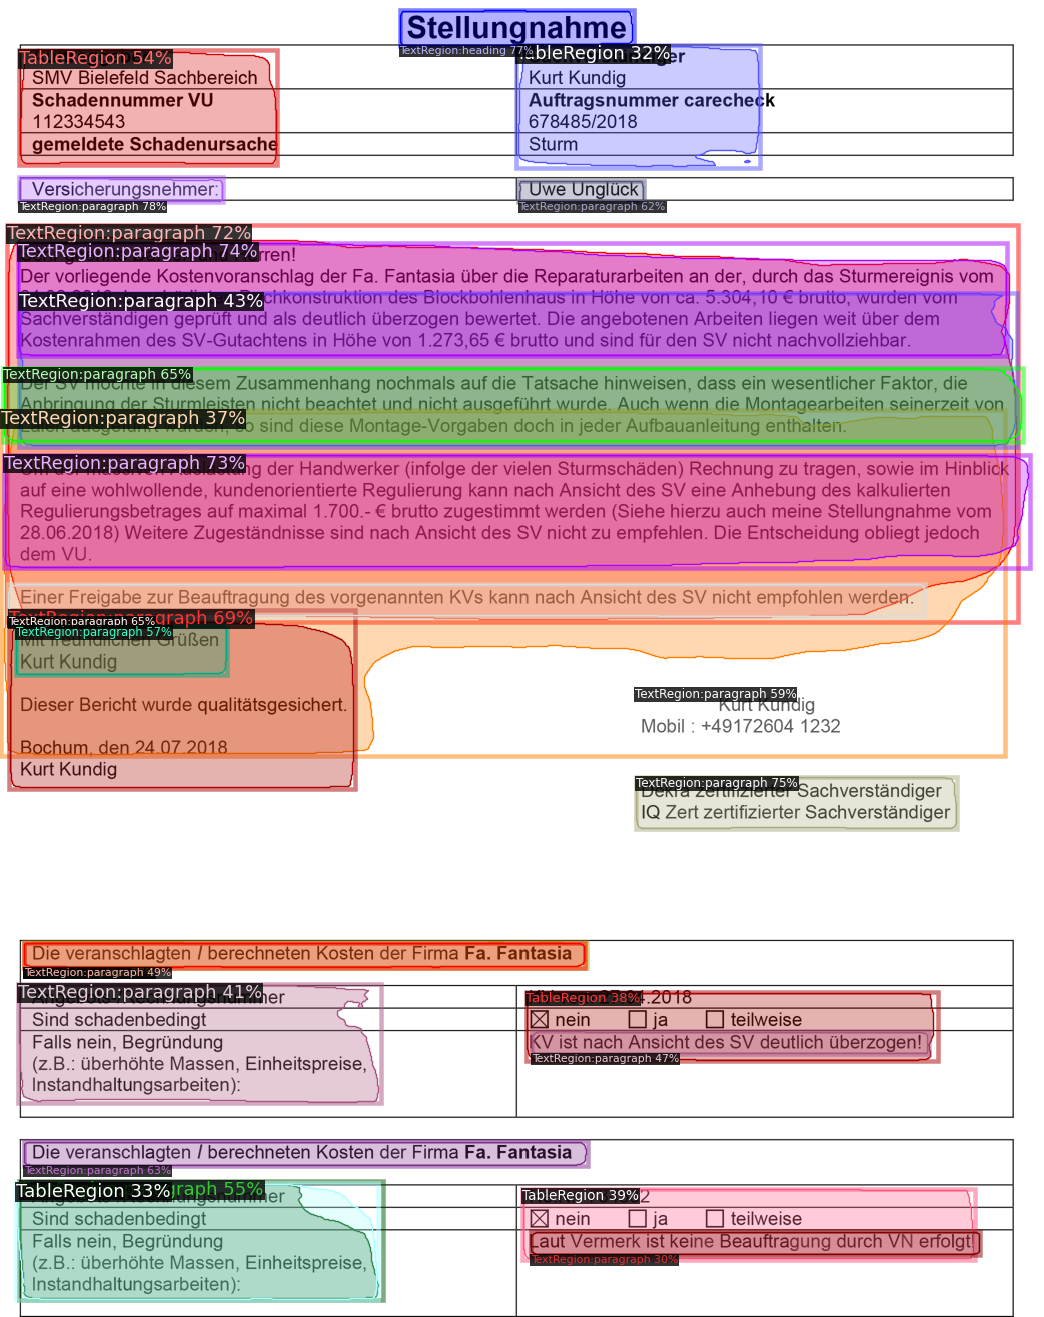 Stellungnahme
TextRegion:heading 77%
TableRegion 54%
TableRegion 32%
SMV Bielefeld Sachbereich
Kurt Kundig
Schadennummer VU
Auftragsnummer carecheck
112334543
678485/2018
gemeldete Schadenursache
Sturm
Versicherungsnehmer:
Uwe Unglück
TextRegion:paragraph 78%
TextRegion:paragraph 62%
TextRegion:paragraph 72%
TextRegion:paragraph 74%
Der vorliegende Kostenvoranschlag der Fa. Fantasia über die Reparaturarbeiten an der, durch das Sturmereignis vom
TextRegion:paragraph 43%
des Blockbohlenhaus in Höhe von ca. 5.304,10 € brutto, wurden vom
Sachverständigen geprüft und als deutlich überzogen bewertet. Die angebotenen Arbeiten liegen weit über dem
Kostenrahmen des SV-Gutachtens in Höhe von 1.273,65 € brutto und sind für den SV nicht nachvollziehbar.
TextRegion:paragraph 65%
Der SV möchte in diesem Zusammenhang nochmals auf die Tatsache hinweisen, dass ein wesentlicher Faktor, die
Anbringung der Sturmleisten nicht beachtet und nicht ausgeführt wurde. Auch wenn die Montagearbeiten seinerzeit von
TextRegion:paragraph 37%
Laien ausgeführt wurden, so sind diese Montage-Vorgaben doch in jeder Aufbauanleitung enthalten.
TextRegion:paragraph 73%
der Handwerker (infolge der vielen Sturmschäden) Rechnung zu tragen, sowie im Hinblick
auf eine wohlwollende, kundenorientierte Regulierung kann nach Ansicht des SV eine Anhebung des kalkulierten
Regulierungsbetrages auf maximal 1.700.- € brutto zugestimmt werden (Siehe hierzu auch meine Stellungnahme vom
28.06.2018) Weitere Zugeständnisse sind nach Ansicht des SV nicht zu empfehlen. Die Entscheidung obliegt jedoch
dem VU.
Einer Freigabe zur Beauftragung des vorgenannten KVs kann nach Ansicht des SV nicht empfohlen werden.
TextRegion:paragraph 69%
TextRegion:paragraph 65%
TextRegion:paragraph 57%
Mit freundlichen Grüßen
Kurt Kundig
Dieser Bericht wurde qualitätsgesichert.
TextRegion:paragraph 59%
Kurt Kundig
Mobil : +49172604 1232
Bochum, den 24.07.2018
Kurt Kundig
TextRegion:paragraph 75%
Dekra zertifizierter Sachverständiger
IQ Zert zertifizierter Sachverständiger
Die veranschlagten / berechneten Kosten der Firma Fa. Fantasia
TextRegion:paragraph 49%
TextRegion:paragraph 41%
TableRegion 38%
Sind schadenbedingt
nein ja teilweise
Falls nein, Begründung
KV ist nach Ansicht des SV deutlich überzogen!
TextRegion:paragraph 47%
(z.B.: überhöhte Massen, Einheitspreise,
Instandhaltungsarbeiten):
Die veranschlagten / berechneten Kosten der Firma Fa. Fantasia
TextRegion:paragraph 63%
TableRegion 33%
paragraph 55%
TableRegion 39%
Sind schadenbedingt
nein ja teilweise
Falls nein, Begründung
Laut Vermerk ist keine Beauftragung durch VN erfolgt!
TextRegion:paragraph 30%
(z.B.: überhöhte Massen, Einheitspreise,
Instandhaltungsarbeiten):